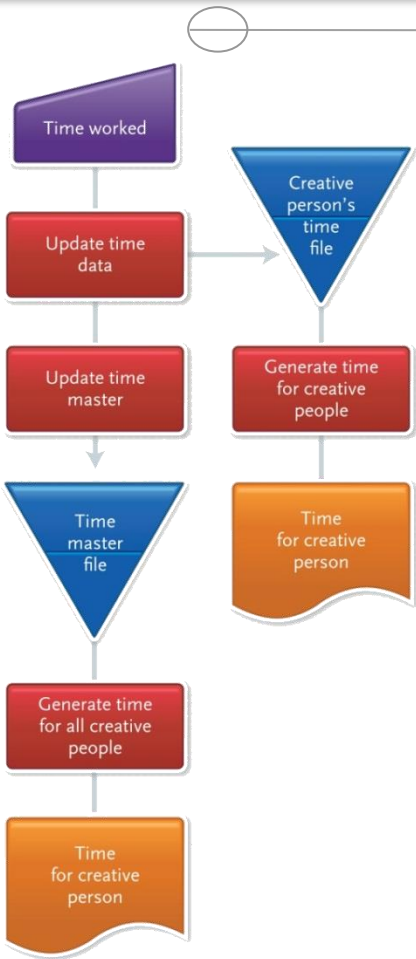 Time worked
Update time
data
Update time
master
Time
master
file
Generate time
for all creative
people
Time
for creative
person
Creative
person's
time
file
Generate time
for creative
people
Time
for creative
person